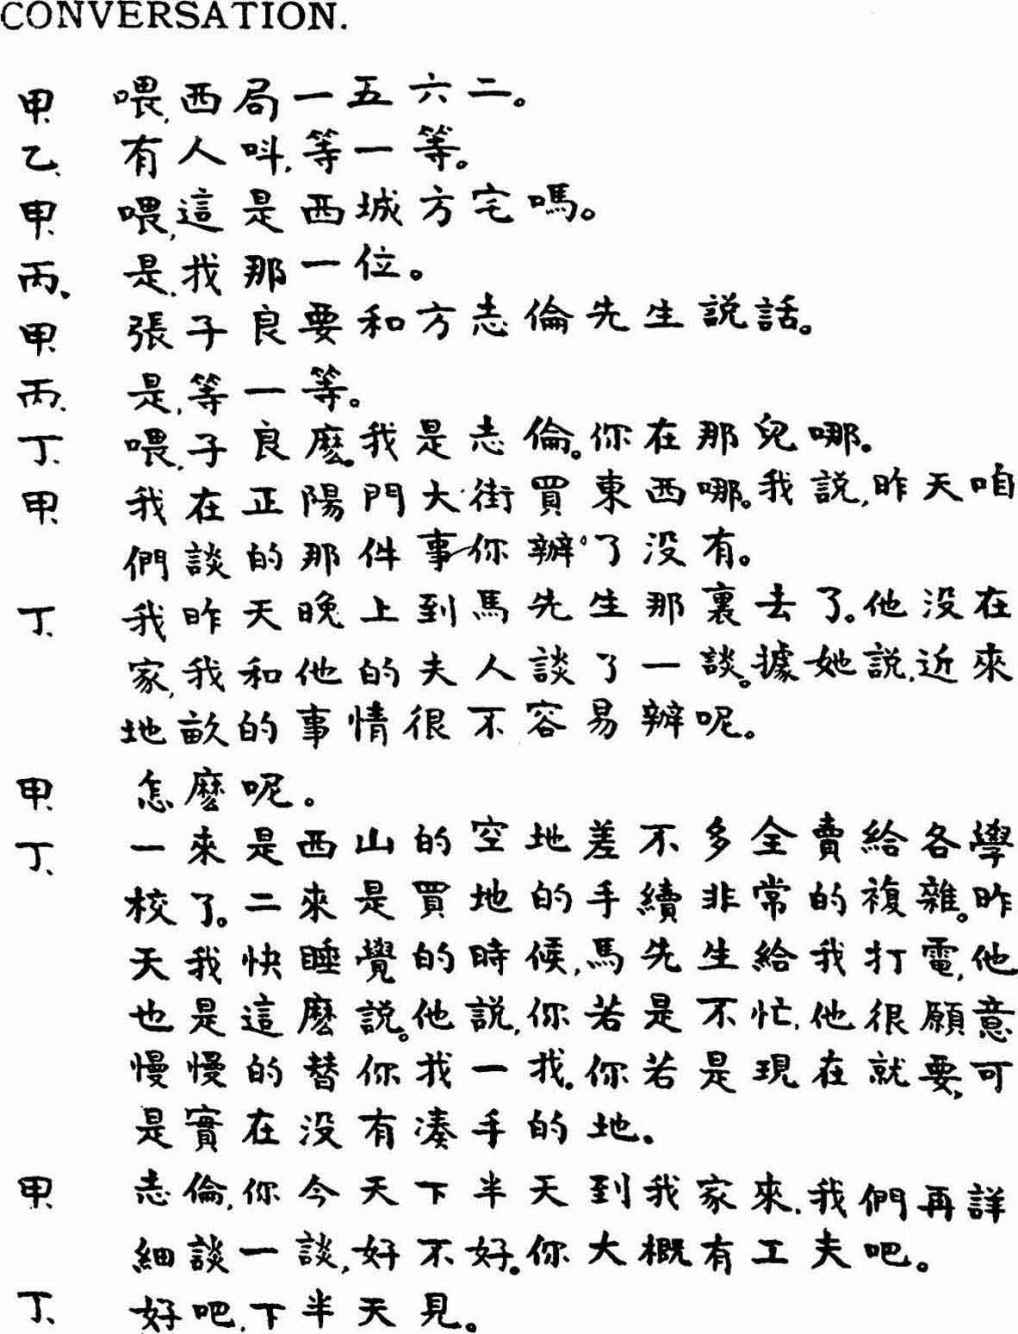 CONVERSATION.
甲. 喂,西局一五六二。
乙. 有人叫,等一等。
甲. 喂,這是西城方宅嗎。
丙. 是,找那一位。
甲. 張子良要和方志倫先生説話。
丙. 是,等一等。
丁. 喂,子良麽,我是志倫。你在那兒哪。
甲. 我在正陽門大街買東西哪。我説,昨天咱
們談的那件事你辦了没有。
丁. 我昨天晚上到馬先生那裏去了。他没在
家,我和他的夫人談了一談。據她説,近來
地畝的事情很不容易辦呢。
甲. 怎麽呢。
丁. 一來是西山的空地差不多全賣給各學
校了。二來是買地的手續非常的複雜。昨
天我快睡覺的時候,馬先生給我打電,他
也是這麽説。他説,你若是不忙,他很願意
慢慢的替你找一找。你若是現在就要,可
是實在没有湊手的地。
甲. 志倫,你今天下半天到我家來,我們再詳
細談一談,好不好。你大概有工夫吧。
丁. 好吧,下半天見。